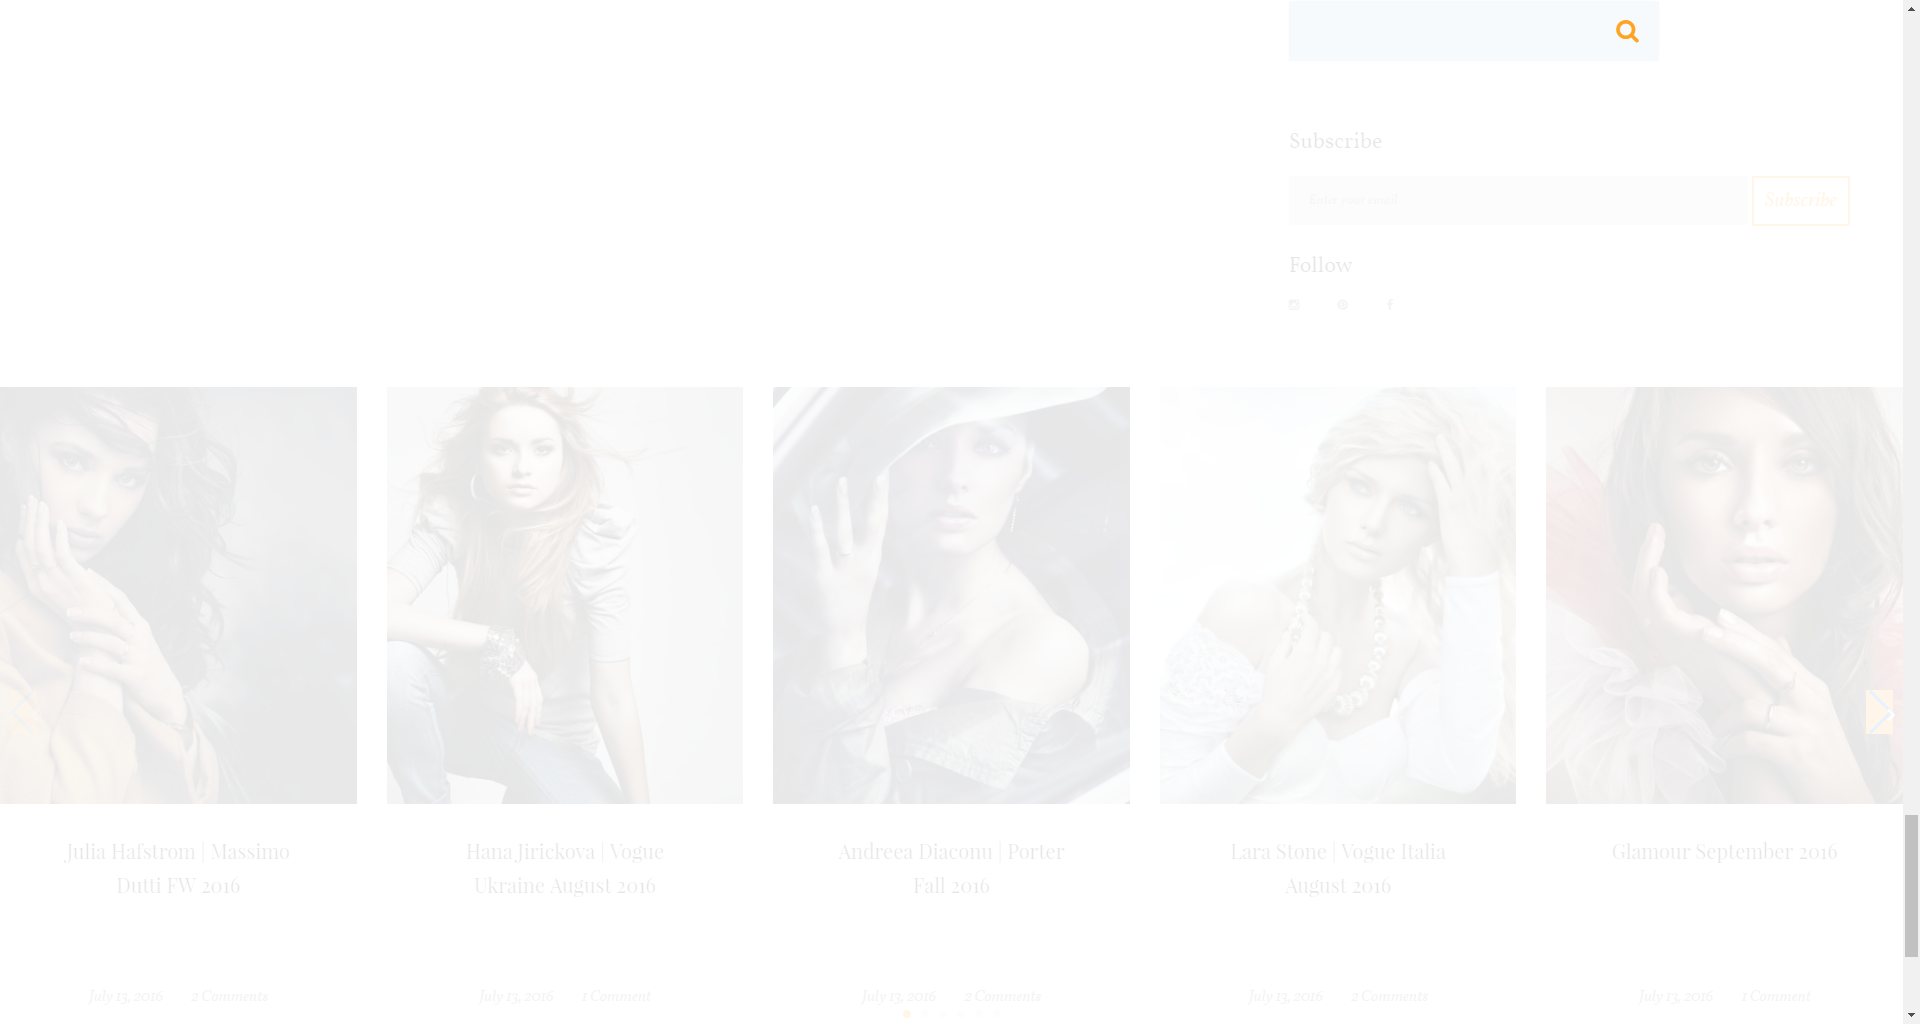 Subscribe
Enter your email
Subscribe
Follow
Julia Hafstrom | Massimo
Dutti FW 2016
July 13, 2016 2 Comments
Hana Jirickova | Vogue
Ukraine August 2016
July 13, 2016 1 Comment
Andreea Diaconu | Porter
Fall 2016
July 13, 2016 2 Comments
Lara Stone | Vogue Italia
August 2016
July 13, 2016 2 Comments
Glamour September 2016
July 13, 2016 1 Comment